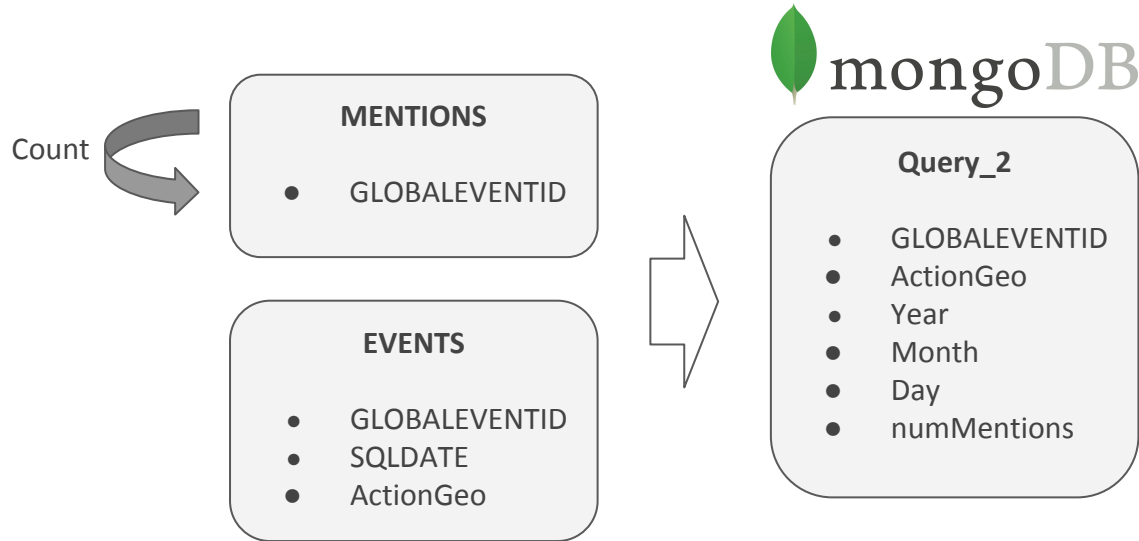 mongoDB
Count
MENTIONS
● GLOBALEVENTID
EVENTS
● GLOBALEVENTID
● SQLDATE
● ActionGeo
Query_2
● GLOBALEVENTID
● ActionGeo
● Year
● Month
● Day
● numMentions